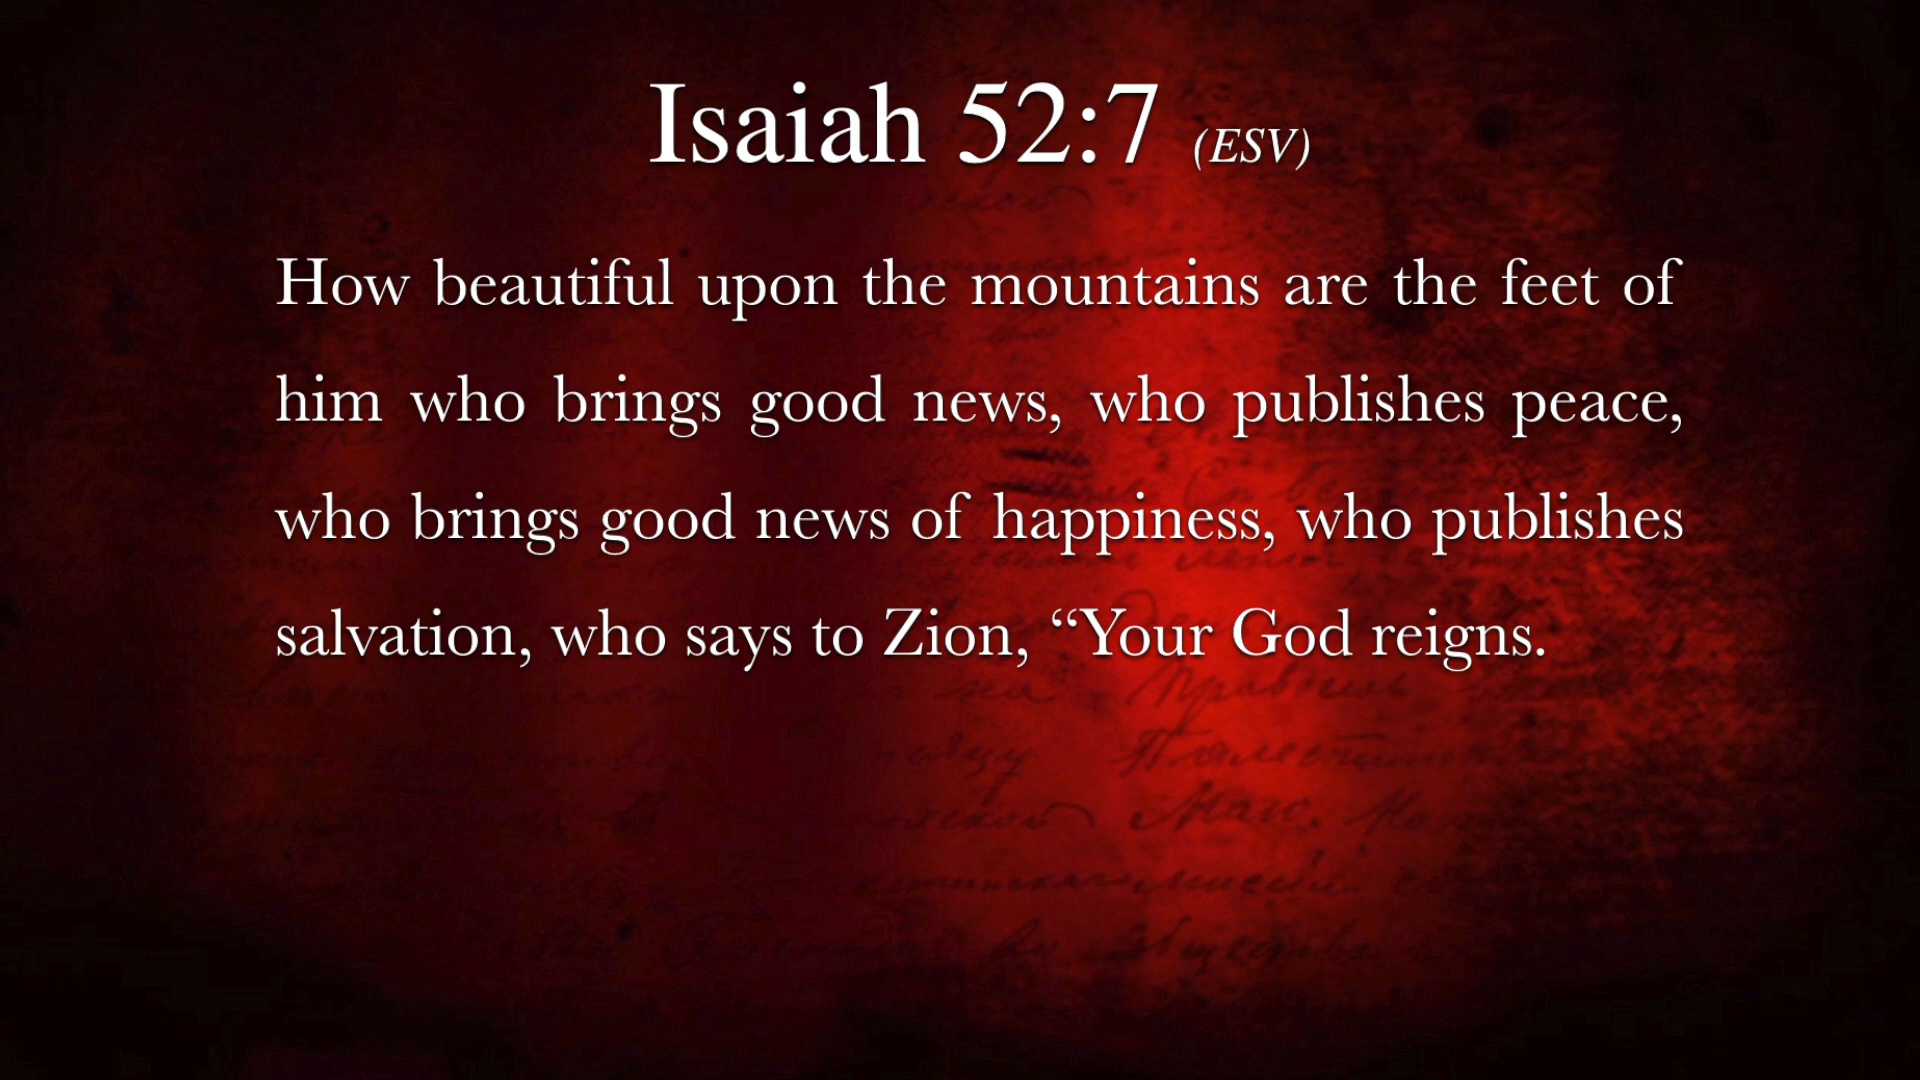 Isaiah 52:7 (ESV)
How beautiful upon the mountains are the feet of
him who brings good news, who publishes peace,
who brings good news of happiness, who publishes
salvation, who says to Zion, “Your God reigns.